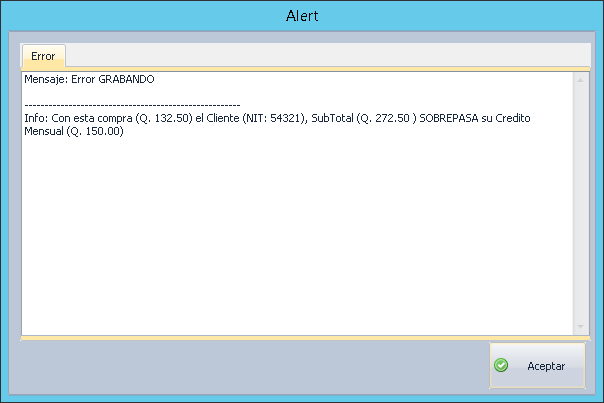 Alert
Error
Mensaje: Error GRABANDO
------------------------------------------------------
Info: Con esta compra (Q. 132.50) el Cliente (NIT: 54321), SubTotal (Q. 272.50 ) SOBREPASA su Credito
Mensual (Q. 150.00)
Aceptar